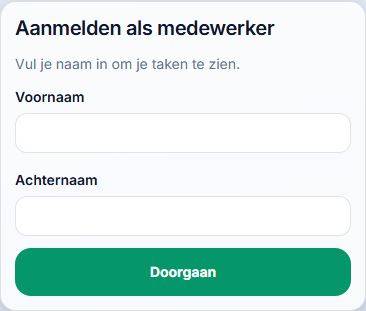 Aanmelden als medewerker
Vul je naam in om je taken te zien.
Voornaam
Achternaam
Doorgaan